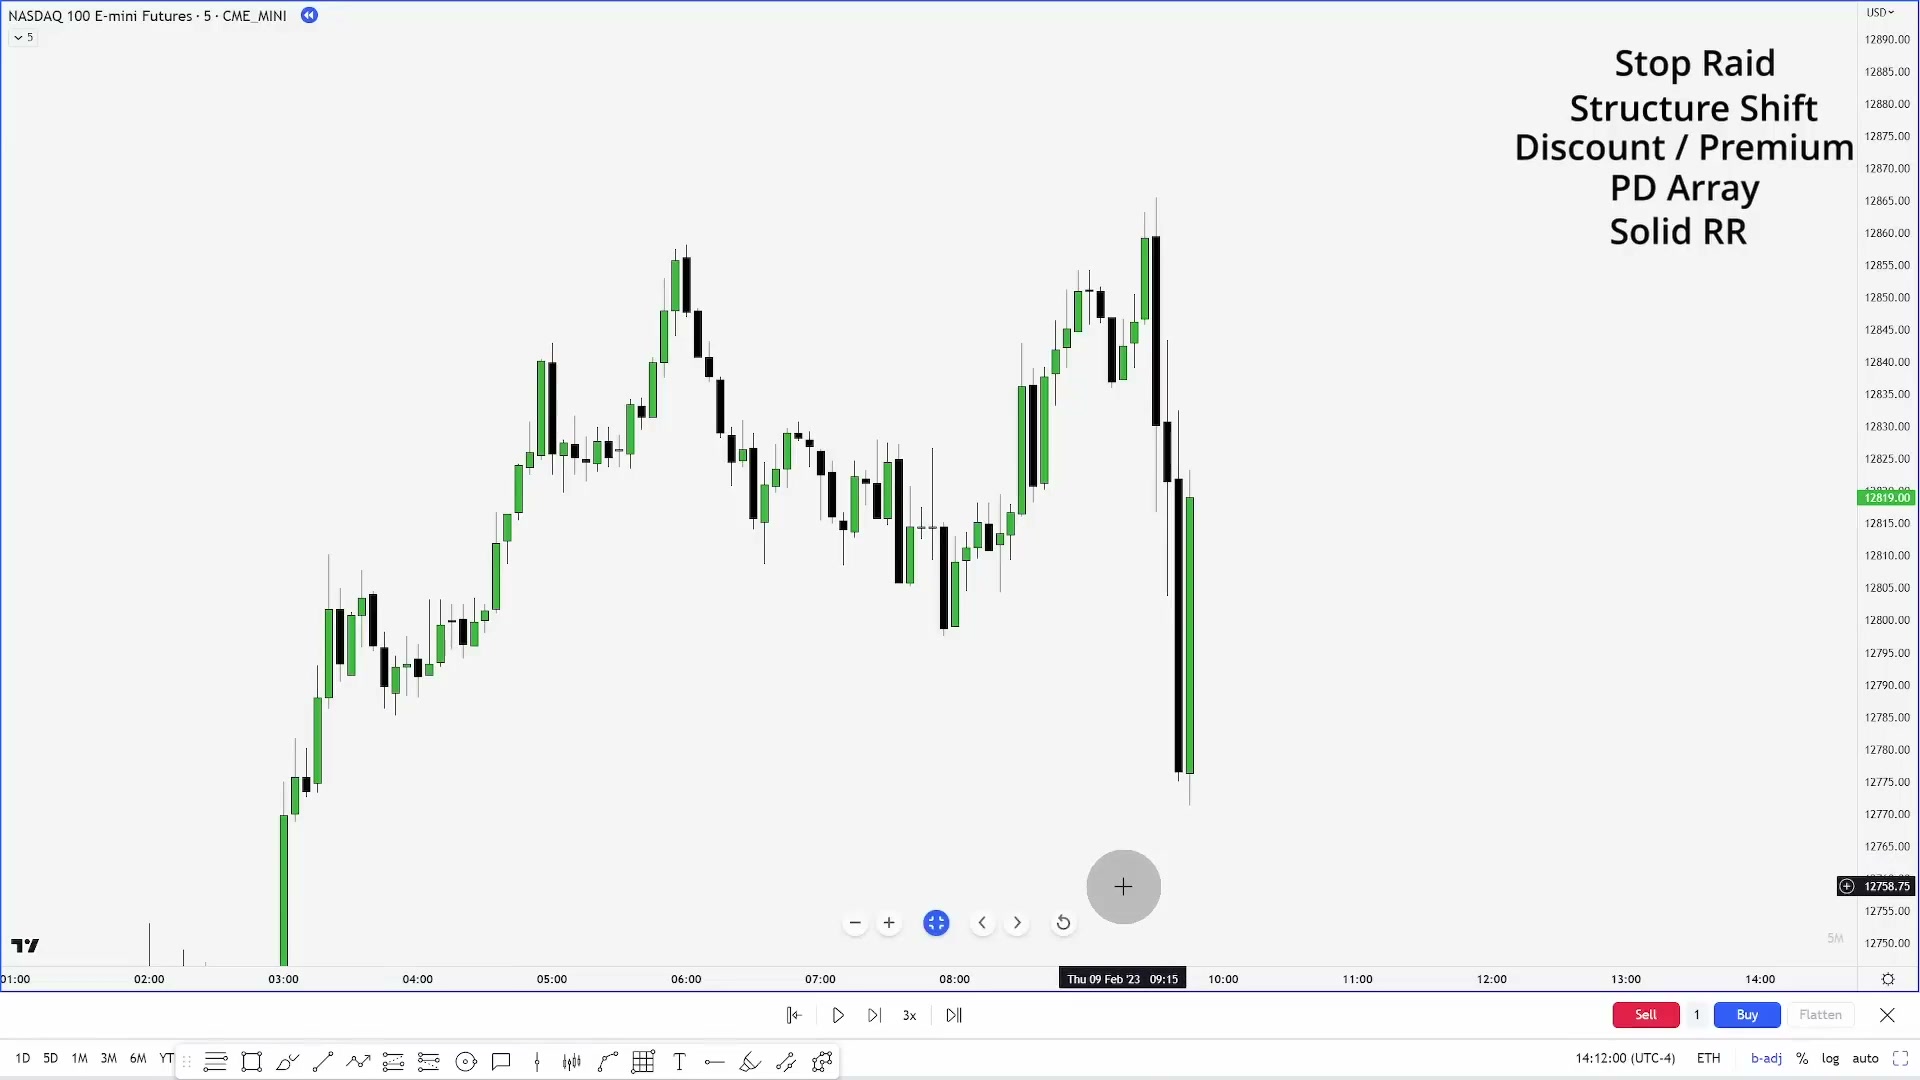 NASDAQ 100 E-mini Futures · 5 · CME_MINI
USD
5
Stop Raid
Structure Shift
Discount / Premium
PD Array
Solid RR
12890.00
12885.00
12880.00
12875.00
12870.00
12865.00
12860.00
12855.00
12850.00
12845.00
12840.00
12835.00
12830.00
12825.00
12819.00
12815.00
12810.00
12805.00
12800.00
12795.00
12790.00
12785.00
12780.00
12775.00
12770.00
12765.00
12758.75
12755.00
12750.00
5M
01:00 02:00 03:00 04:00 05:00 06:00 07:00 08:00 Thu 09 Feb '23 09:15 10:00 11:00 12:00 13:00 14:00
3x
Sell 1 Buy Flatten
1D 5D 1M 3M 6M YT
14:12:00 (UTC-4) ETH b-adj % log auto